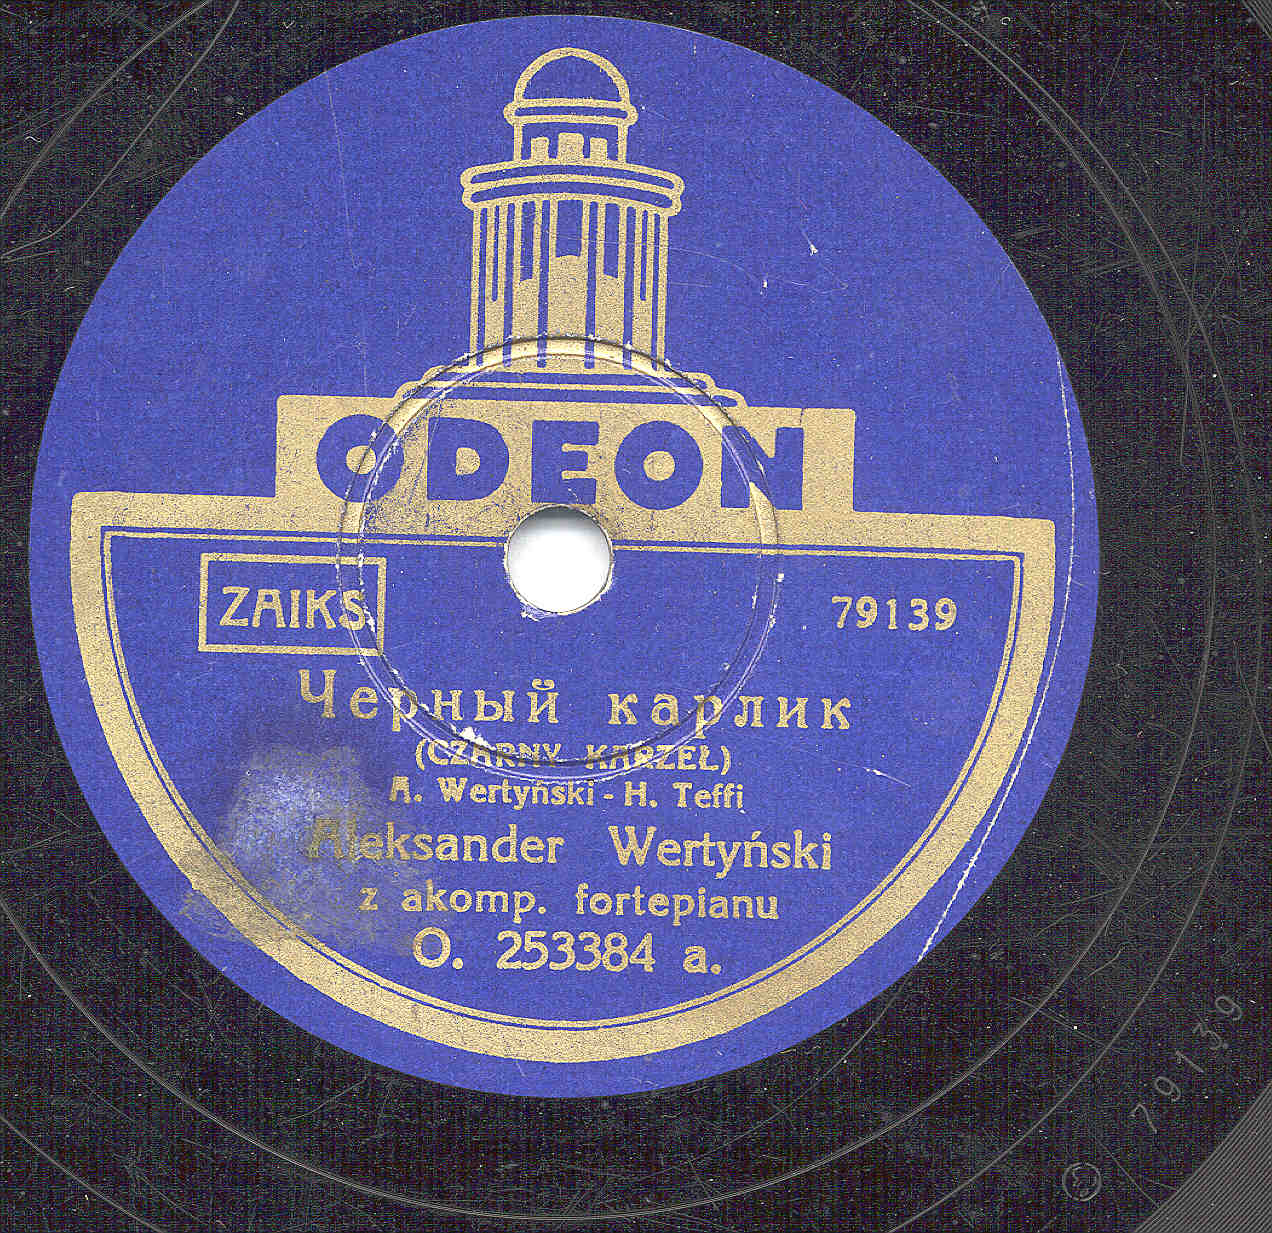 ODEON
ZAIKS
79139
Черный карлик
(CZARNY KARZEŁ)
A. Wertyński - H. Teffi
Aleksander Wertyński
z akomp. fortepianu
O. 253384 a.
79139